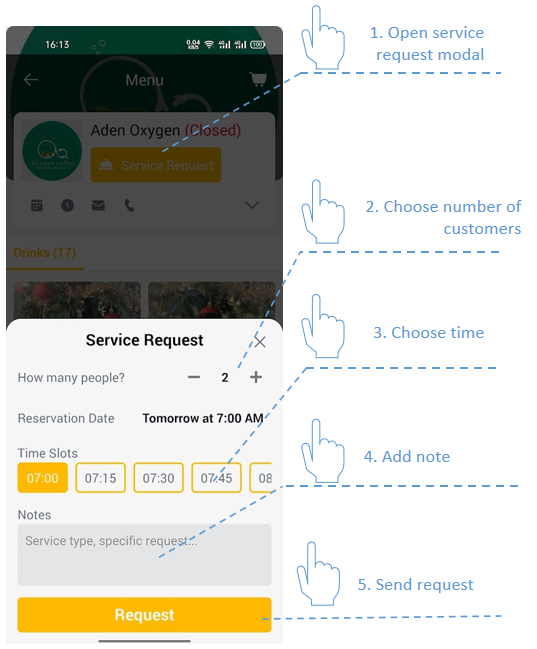 1. Open service
request modal
16:13
0.04
KB/S
4G
4G
100
Menu
Aden Oxygen (Closed)
Service Request
2. Choose number of
customers
Drinks (17)
3. Choose time
Service Request
How many people?
2
Reservation Date
Tomorrow at 7:00 AM
Time Slots
07:00
07:15
07:30
07:45
08
4. Add note
Notes
Service type, specific request...
5. Send request
Request